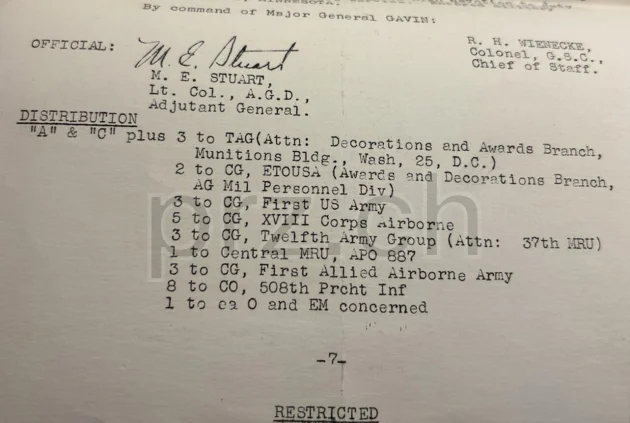 MINNESOTA.
By command of Major General GAVIN:
OFFICIAL:
M. E. Stuart
R. H. WIENECKE,
Colonel, G.S.C.,
Chief of Staff.
M. E. STUART,
Lt. Col., A.G.D.,
Adjutant General.
DISTRIBUTION
"A" & "C" plus 3 to TAG(Attn: Decorations and Awards Branch,
Munitions Bldg., Wash, 25, D.C.)
2 to CG, ETOUSA (Awards and Decorations Branch,
AG Mil Personnel Div)
3 to CG, First US Army
5 to CG, XVIII Corps Airborne
3 to CG, Twelfth Army Group (Attn: 37th MRU)
1 to Central MRU, APO 887
3 to CG, First Allied Airborne Army
8 to CO, 508th Prcht Inf
1 to ea O and EM concerned
prz.ch
-7-
RESTRICTED